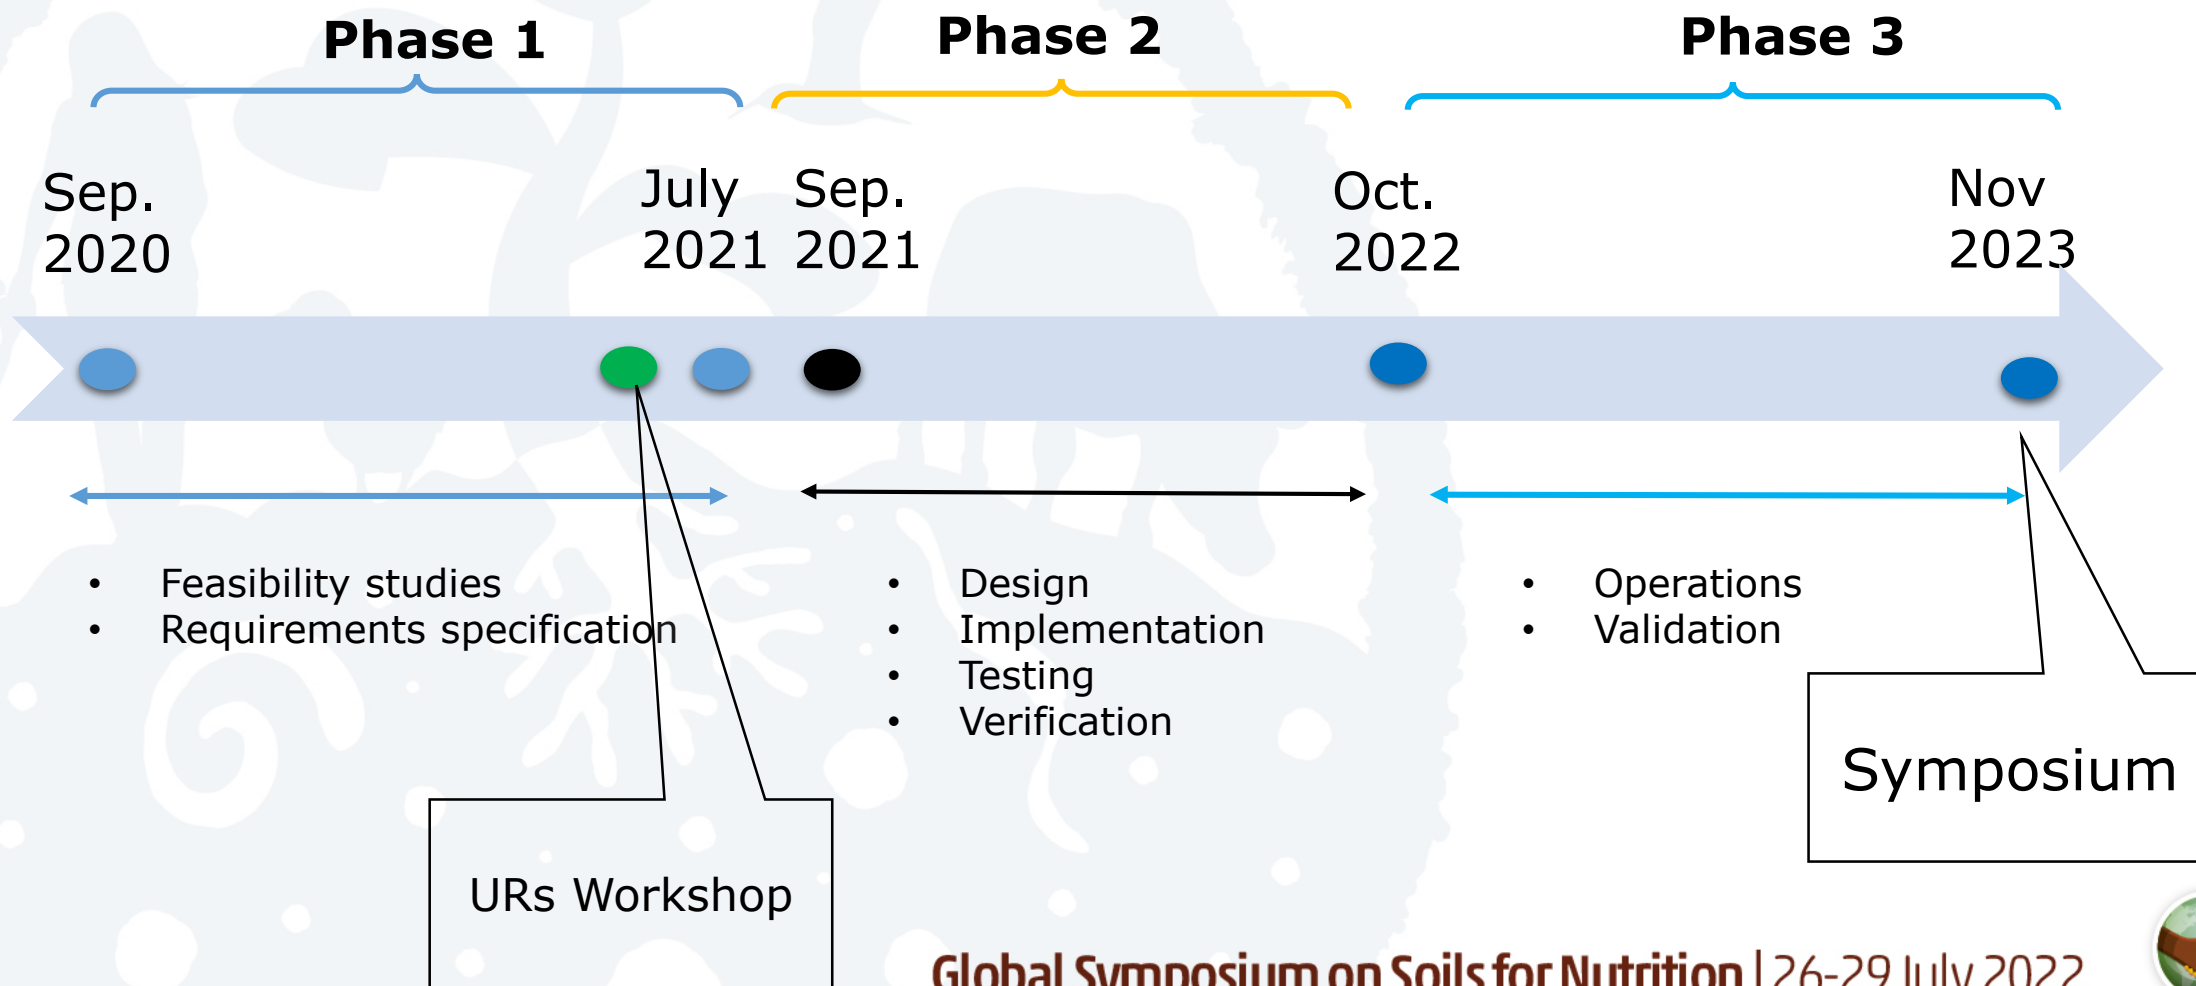 Phase 1
Phase 2
Phase 3
Sep.
2020
July
2021
Sep.
2021
Oct.
2022
Nov
2023
• Feasibility studies
• Requirements specification
• Design
• Implementation
• Testing
• Verification
• Operations
• Validation
URs Workshop
Symposium
Global Symposium on Soils for Nutrition | 26-29 July 2022